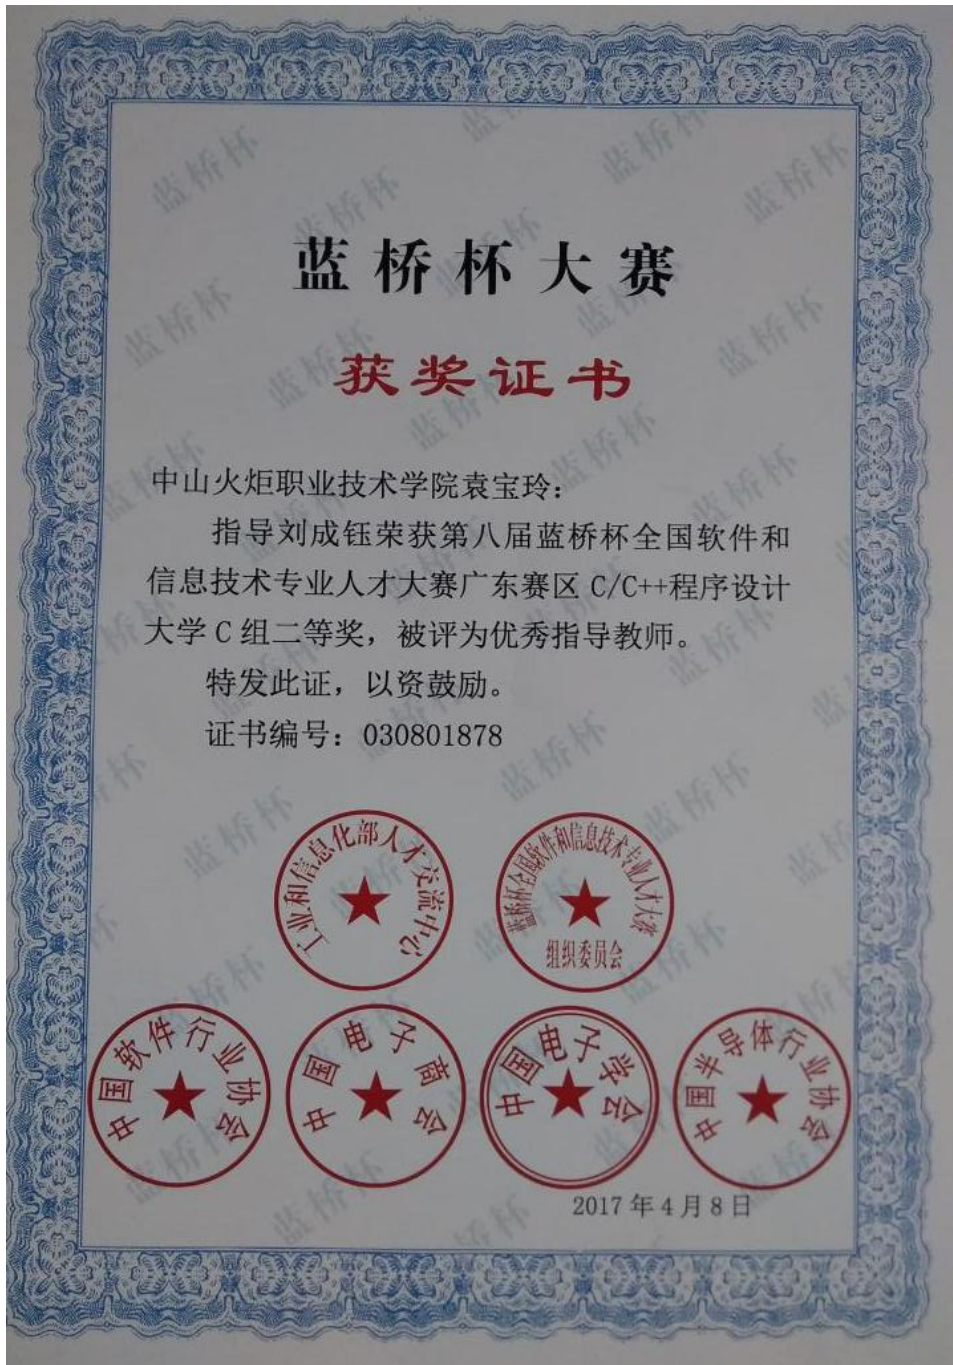 蓝桥杯大赛
获奖证书
中山火炬职业技术学院袁宝玲：
指导刘成钰荣获第八届蓝桥杯全国软件和
信息技术专业人才大赛广东赛区 C/C++程序设计
大学 C 组二等奖，被评为优秀指导教师。
特发此证，以资鼓励。
证书编号：030801878
工业和信息化部人才交流中心
蓝桥杯全国软件和信息技术专业人才大赛
组织委员会
中国软件行业协会
中国电子商会
中国电子学会
中国半导体行业协会
2017 年 4 月 8 日